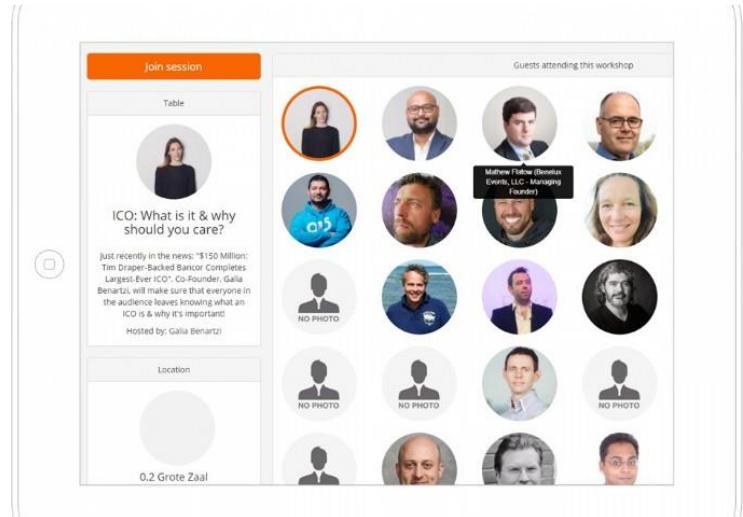 Join session
Table
ICO: What is it & why
should you care?
Just recently in the news: "$150 Million:
Tim Draper-Backed Bancor Completes
Largest-Ever ICO". Co-Founder, Galia
Benartzi, will make sure that everyone in
the audience leaves knowing what an
ICO is & why it's important!
Hosted by: Galia Benartzi
Location
0.2 Grote Zaal
Guests attending this workshop
Mathew Flatow (Benelux
Events, LLC - Managing
Founder)
NO PHOTO
NO PHOTO
NO PHOTO
NO PHOTO